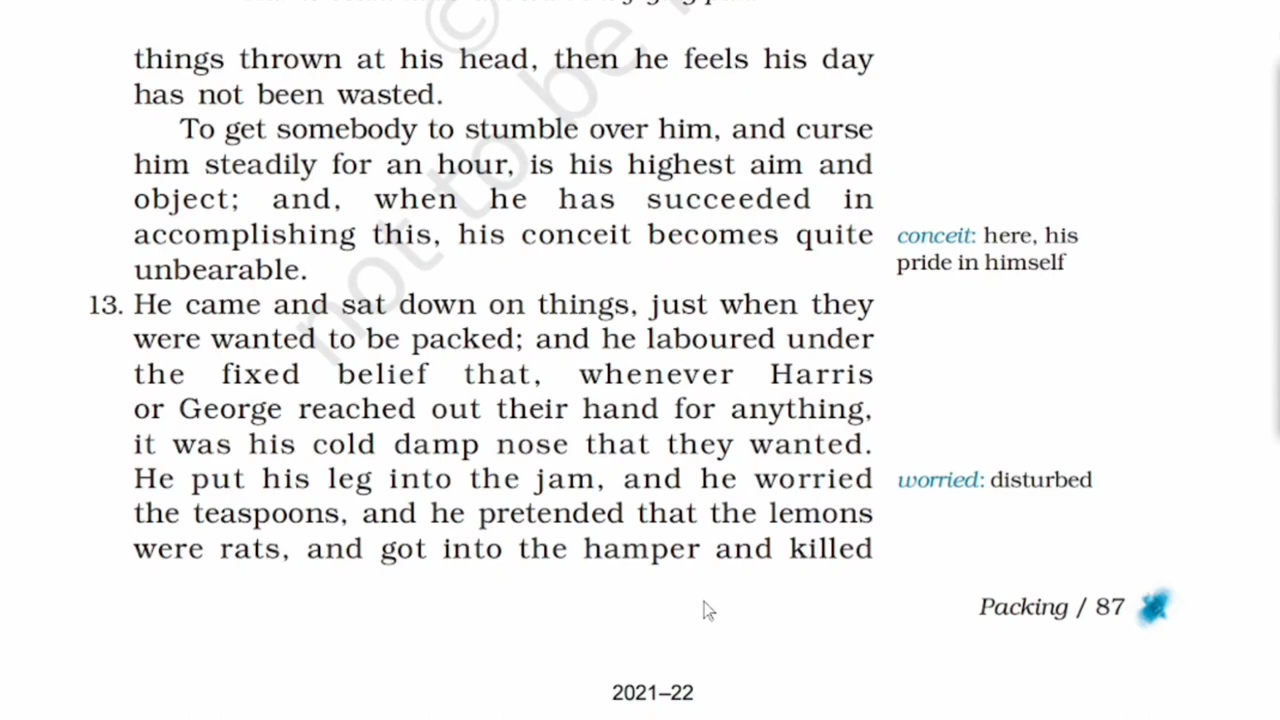 things thrown at his head, then he feels his day
has not been wasted.
To get somebody to stumble over him, and curse
him steadily for an hour, is his highest aim and
object; and, when he has succeeded in
accomplishing this, his conceit becomes quite
unbearable.
conceit: here, his
pride in himself
13. He came and sat down on things, just when they
were wanted to be packed; and he laboured under
the fixed belief that, whenever Harris
or George reached out their hand for anything,
it was his cold damp nose that they wanted.
He put his leg into the jam, and he worried
the teaspoons, and he pretended that the lemons
were rats, and got into the hamper and killed
worried: disturbed
Packing / 87
2021–22
© not to be